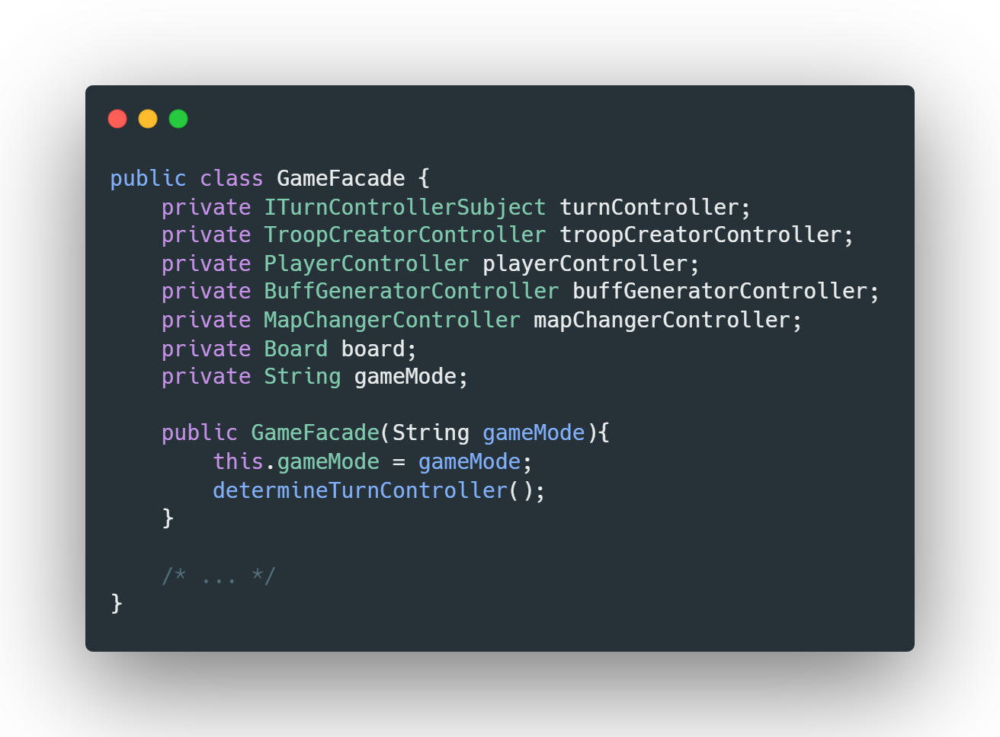 public class GameFacade {
    private ITurnControllerSubject turnController;
    private TroopCreatorController troopCreatorController;
    private PlayerController playerController;
    private BuffGeneratorController buffGeneratorController;
    private MapChangerController mapChangerController;
    private Board board;
    private String gameMode;

    public GameFacade(String gameMode){
        this.gameMode = gameMode;
        determineTurnController();
    }

    /* ... */
}